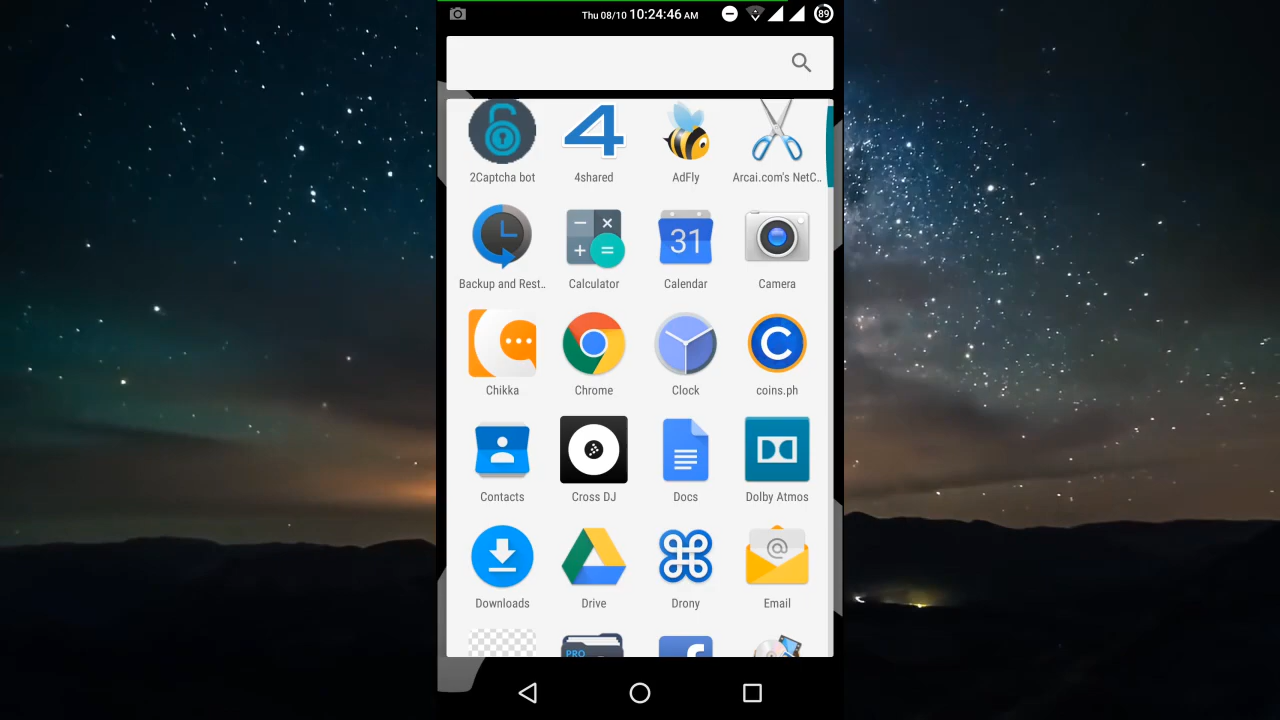 Thu 08/10 10:24:46 AM
89
4
2Captcha bot
4shared
AdFly
Arcai.com's NetC..
31
Backup and Rest..
Calculator
Calendar
Camera
C
Chikka
Chrome
Clock
coins.ph
Contacts
Cross DJ
Docs
Dolby Atmos
@
Downloads
Drive
Drony
Email
PRO
f